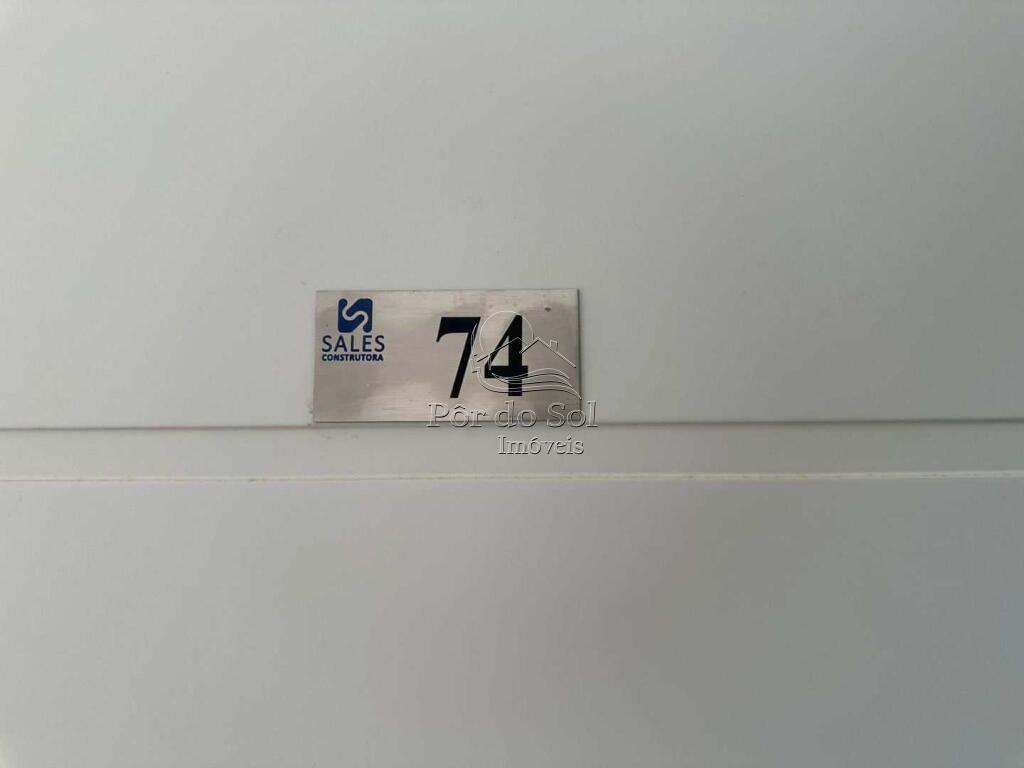 SALES
CONSTRUTORA
74
Pôr do Sol
Imóveis